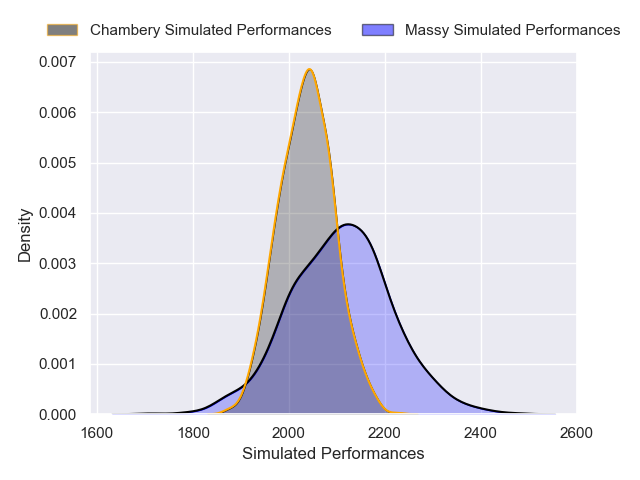 Chambery Simulated Performances Massy Simulated Performances
0.007
0.006
0.005
0.004
0.003
0.002
0.001
0.000
Density
1600 1800 2000 2200 2400 2600
Simulated Performances